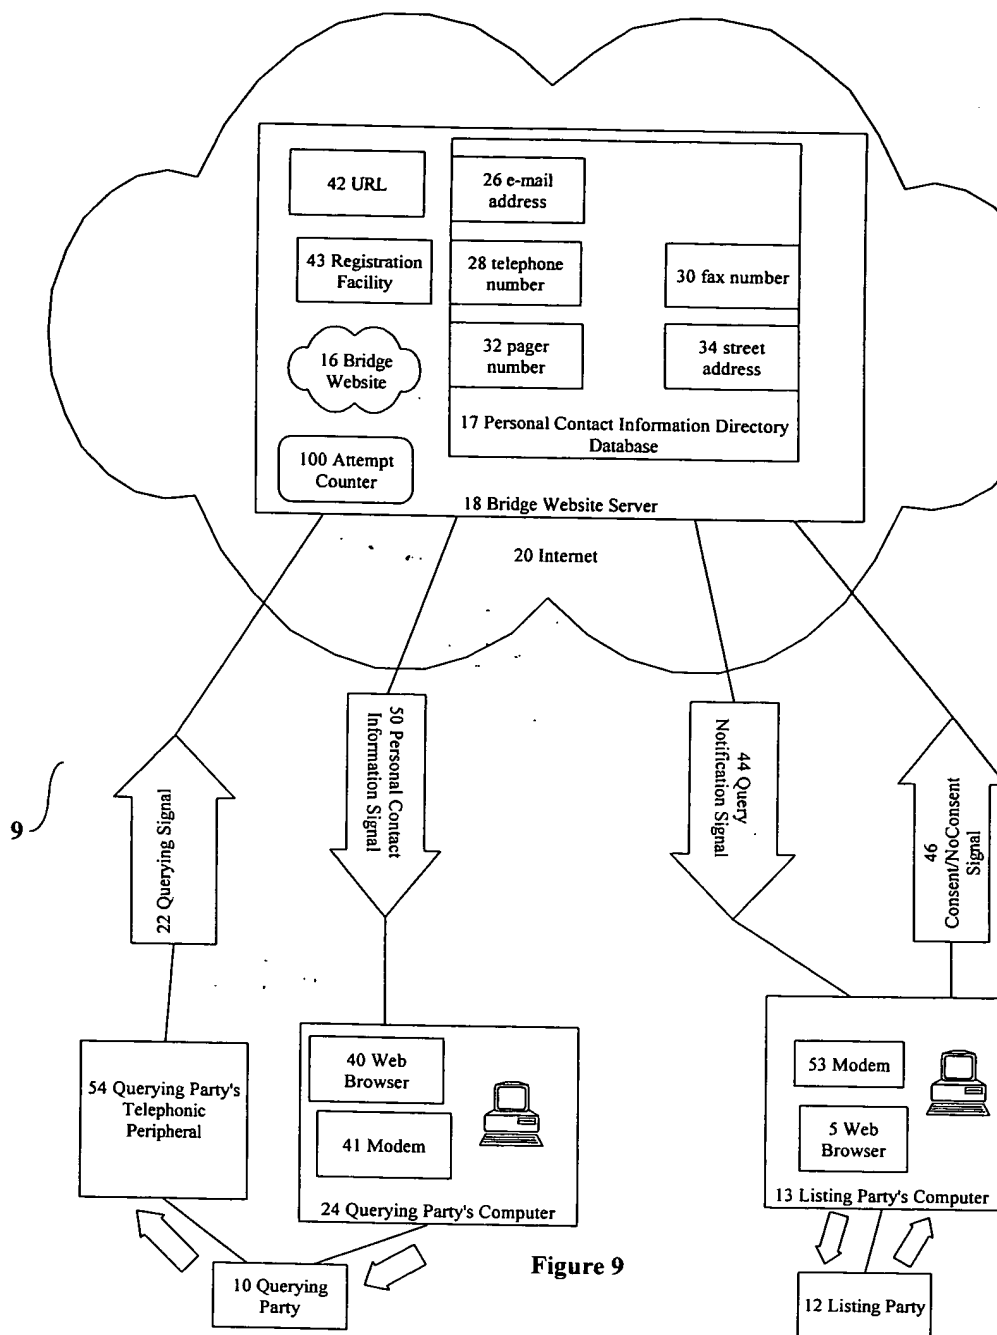 42 URL
26 e-mail
address
43 Registration
Facility
28 telephone
number
30 fax number
16 Bridge
Website
32 pager
number
34 street
address
17 Personal Contact Information Directory
Database
100 Attempt
Counter
18 Bridge Website Server
20 Internet
22 Querying Signal
50 Personal Contact
Information Signal
44 Query
Notification Signal
46
Consent/NoConsent
Signal
9
54 Querying Party's
Telephonic
Peripheral
40 Web
Browser
41 Modem
24 Querying Party's Computer
53 Modem
5 Web
Browser
13 Listing Party's Computer
10 Querying
Party
Figure 9
12 Listing Party